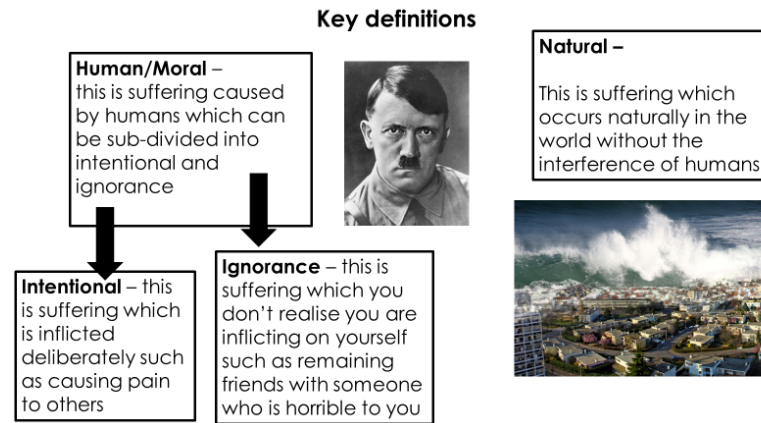 Key definitions
Human/Moral –
this is suffering caused
by humans which can
be sub-divided into
intentional and
ignorance
Natural –
This is suffering which
occurs naturally in the
world without the
interference of humans
Intentional – this
is suffering which
is inflicted
deliberately such
as causing pain
to others
Ignorance – this is
suffering which you
don't realise you are
inflicting on yourself
such as remaining
friends with someone
who is horrible to you